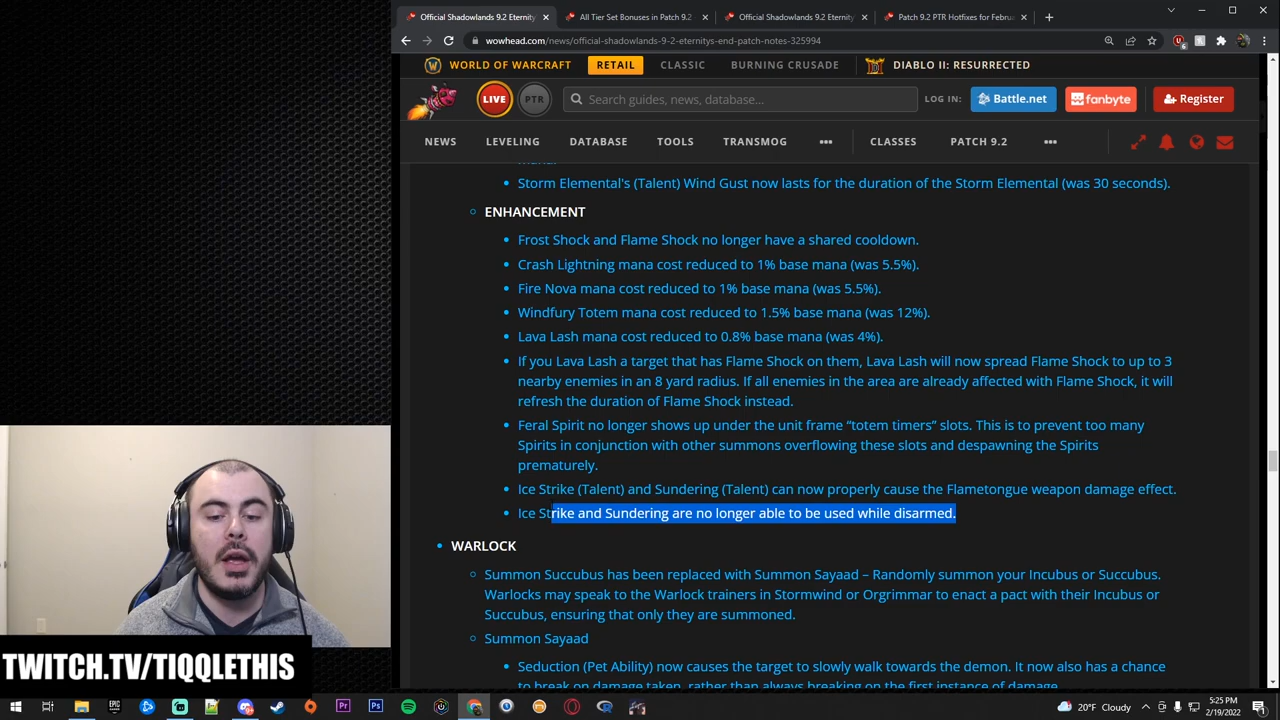 Official Shadowlands 9.2 Eternity
All Tier Set Bonuses in Patch 9.2
Official Shadowlands 9.2 Eternity
Patch 9.2 PTR Hotfixes for Februa
wowhead.com/news/official-shadowlands-9-2-eternitys-end-patch-notes-325994
WORLD OF WARCRAFT RETAIL CLASSIC BURNING CRUSADE DIABLO II: RESURRECTED
LIVE PTR Search guides, news, database... LOG IN: Battle.net fanbyte Register
NEWS LEVELING DATABASE TOOLS TRANSMOG ••• CLASSES PATCH 9.2 •••
mana.
Storm Elemental's (Talent) Wind Gust now lasts for the duration of the Storm Elemental (was 30 seconds).
ENHANCEMENT
Frost Shock and Flame Shock no longer have a shared cooldown.
Crash Lightning mana cost reduced to 1% base mana (was 5.5%).
Fire Nova mana cost reduced to 1% base mana (was 5.5%).
Windfury Totem mana cost reduced to 1.5% base mana (was 12%).
Lava Lash mana cost reduced to 0.8% base mana (was 4%).
If you Lava Lash a target that has Flame Shock on them, Lava Lash will now spread Flame Shock to up to 3
nearby enemies in an 8 yard radius. If all enemies in the area are already affected with Flame Shock, it will
refresh the duration of Flame Shock instead.
Feral Spirit no longer shows up under the unit frame “totem timers” slots. This is to prevent too many
Spirits in conjunction with other summons overflowing these slots and despawning the Spirits
prematurely.
Ice Strike (Talent) and Sundering (Talent) can now properly cause the Flametongue weapon damage effect.
Ice Strike and Sundering are no longer able to be used while disarmed.
WARLOCK
Summon Succubus has been replaced with Summon Sayaad – Randomly summon your Incubus or Succubus.
Warlocks may speak to the Warlock trainers in Stormwind or Orgrimmar to enact a pact with their Incubus or
Succubus, ensuring that only they are summoned.
Summon Sayaad
Seduction (Pet Ability) now causes the target to slowly walk towards the demon. It now also has a chance
to break on damage taken, rather than always breaking on the first instance of damage.
TWITCH.TV/TIQQLETHIS
20°F Cloudy
5:25 PM
2/19/2022